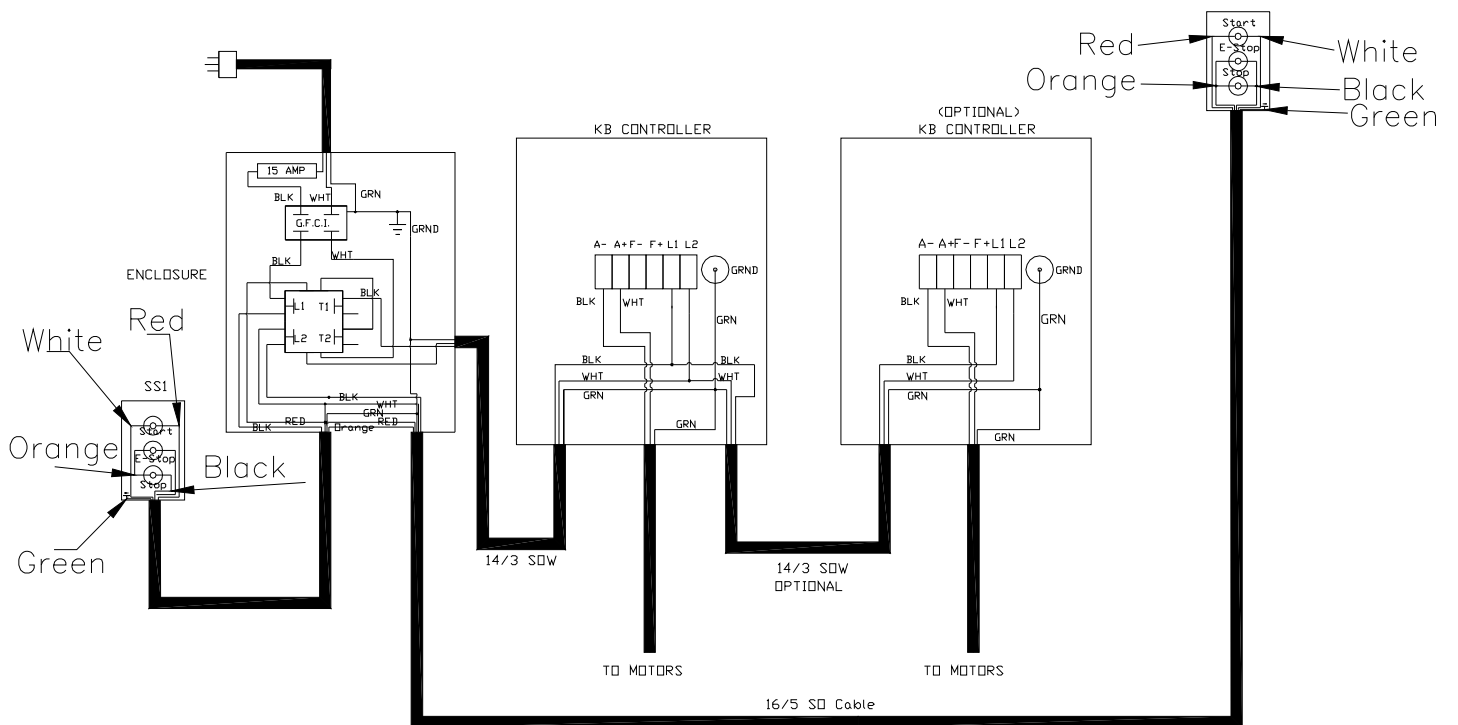 Start
E-Stop
Stop
Red
White
Orange
Black
Green
(OPTIONAL)
KB CONTROLLER
KB CONTROLLER
15 AMP
BLK
WHT
GRN
G.F.C.I.
GRND
BLK
WHT
ENCLOSURE
BLK
L1
T1
L2
T2
A-
A+
F-
F+
L1
L2
GRND
BLK
WHT
GRN
BLK
BLK
WHT
WHT
GRN
GRN
A-
A+
F-
F+
L1
L2
GRND
BLK
WHT
GRN
BLK
WHT
GRN
GRN
White
Red
SS1
Start
E-Stop
Stop
Orange
Black
Green
BLK
WHT
GRN
RED
RED
BLK
Orange
14/3 SOW
14/3 SOW
OPTIONAL
TO MOTORS
TO MOTORS
16/5 SO Cable